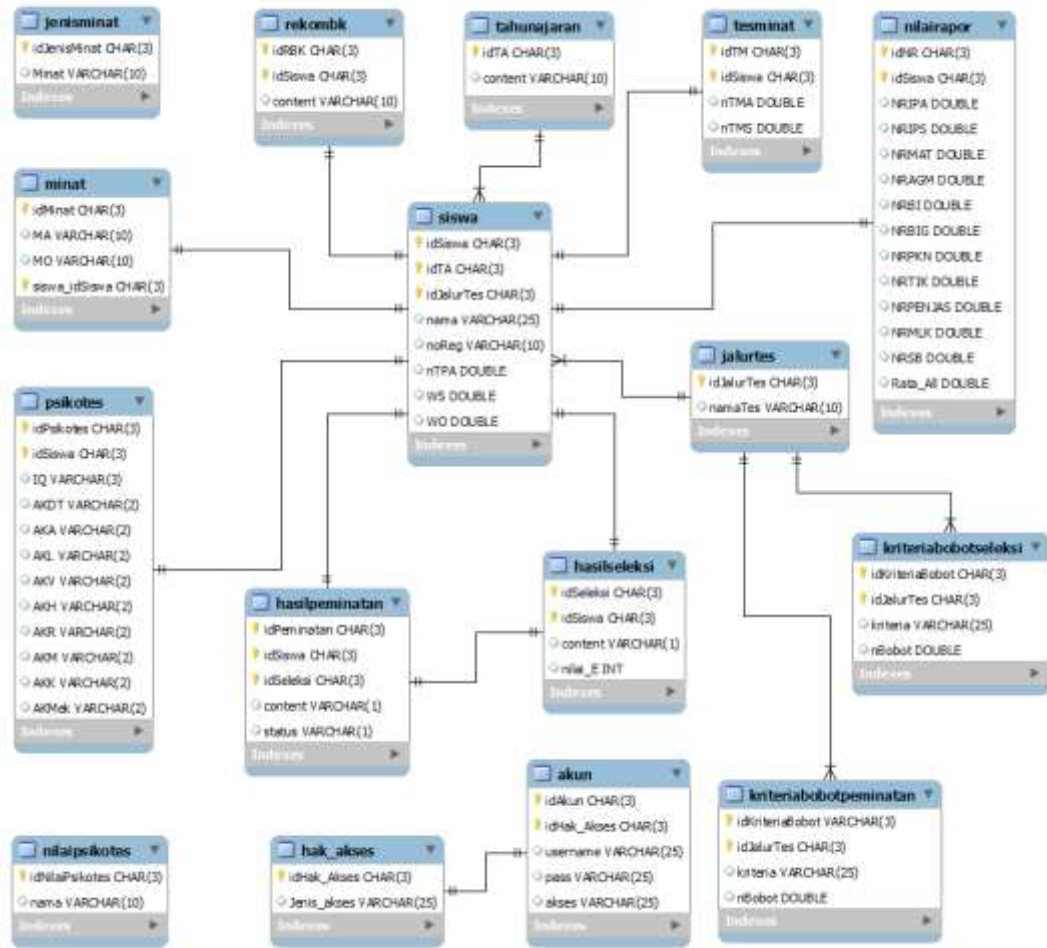 jenisminat
idJenisMinat CHAR(3)
Minat VARCHAR(10)
Indexes
rekombk
idRBK CHAR(3)
idSiswa CHAR(3)
content VARCHAR(10)
Indexes
tahunajaran
idTA CHAR(3)
content VARCHAR(10)
Indexes
tesminat
idTM CHAR(3)
idSiswa CHAR(3)
nTMA DOUBLE
nTMS DOUBLE
Indexes
nilairapor
idNR CHAR(3)
idSiswa CHAR(3)
NRIPA DOUBLE
NRIPS DOUBLE
NRMAT DOUBLE
NRAGM DOUBLE
NRBI DOUBLE
NRBIG DOUBLE
NRPKN DOUBLE
NRTIK DOUBLE
NRPENJAS DOUBLE
NRMLK DOUBLE
NRSB DOUBLE
Rata_All DOUBLE
Indexes
minat
idMinat CHAR(3)
MA VARCHAR(10)
MO VARCHAR(10)
siswa_idSiswa CHAR(3)
Indexes
siswa
idSiswa CHAR(3)
idTA CHAR(3)
idJalurTes CHAR(3)
nama VARCHAR(25)
noReg VARCHAR(10)
nTPA DOUBLE
WS DOUBLE
WO DOUBLE
Indexes
jalurtes
idJalurTes CHAR(3)
namaTes VARCHAR(10)
Indexes
psikotes
idPsikotes CHAR(3)
idSiswa CHAR(3)
IQ VARCHAR(3)
AKDT VARCHAR(2)
AKA VARCHAR(2)
AKL VARCHAR(2)
AKV VARCHAR(2)
AKH VARCHAR(2)
AKR VARCHAR(2)
AKM VARCHAR(2)
AKK VARCHAR(2)
AKMek VARCHAR(2)
Indexes
hasilpeminatan
idPeminatan CHAR(3)
idSiswa CHAR(3)
idSeleksi CHAR(3)
content VARCHAR(1)
status VARCHAR(1)
Indexes
hasilseleksi
idSeleksi CHAR(3)
idSiswa CHAR(3)
content VARCHAR(1)
nilai_E INT
Indexes
kriteriabobotseleksi
idKriteriaBobot CHAR(3)
idJalurTes CHAR(3)
kriteria VARCHAR(25)
nBobot DOUBLE
Indexes
nilaipsikotes
idNilaiPsikotes CHAR(3)
nama VARCHAR(10)
Indexes
hak_akses
idHak_Akses CHAR(3)
Jenis_akses VARCHAR(25)
Indexes
akun
idAkun CHAR(3)
idHak_Akses CHAR(3)
username VARCHAR(25)
pass VARCHAR(25)
akses VARCHAR(25)
Indexes
kriteriabobotpeminatan
idKriteriaBobot VARCHAR(3)
idJalurTes CHAR(3)
kriteria VARCHAR(25)
nBobot DOUBLE
Indexes